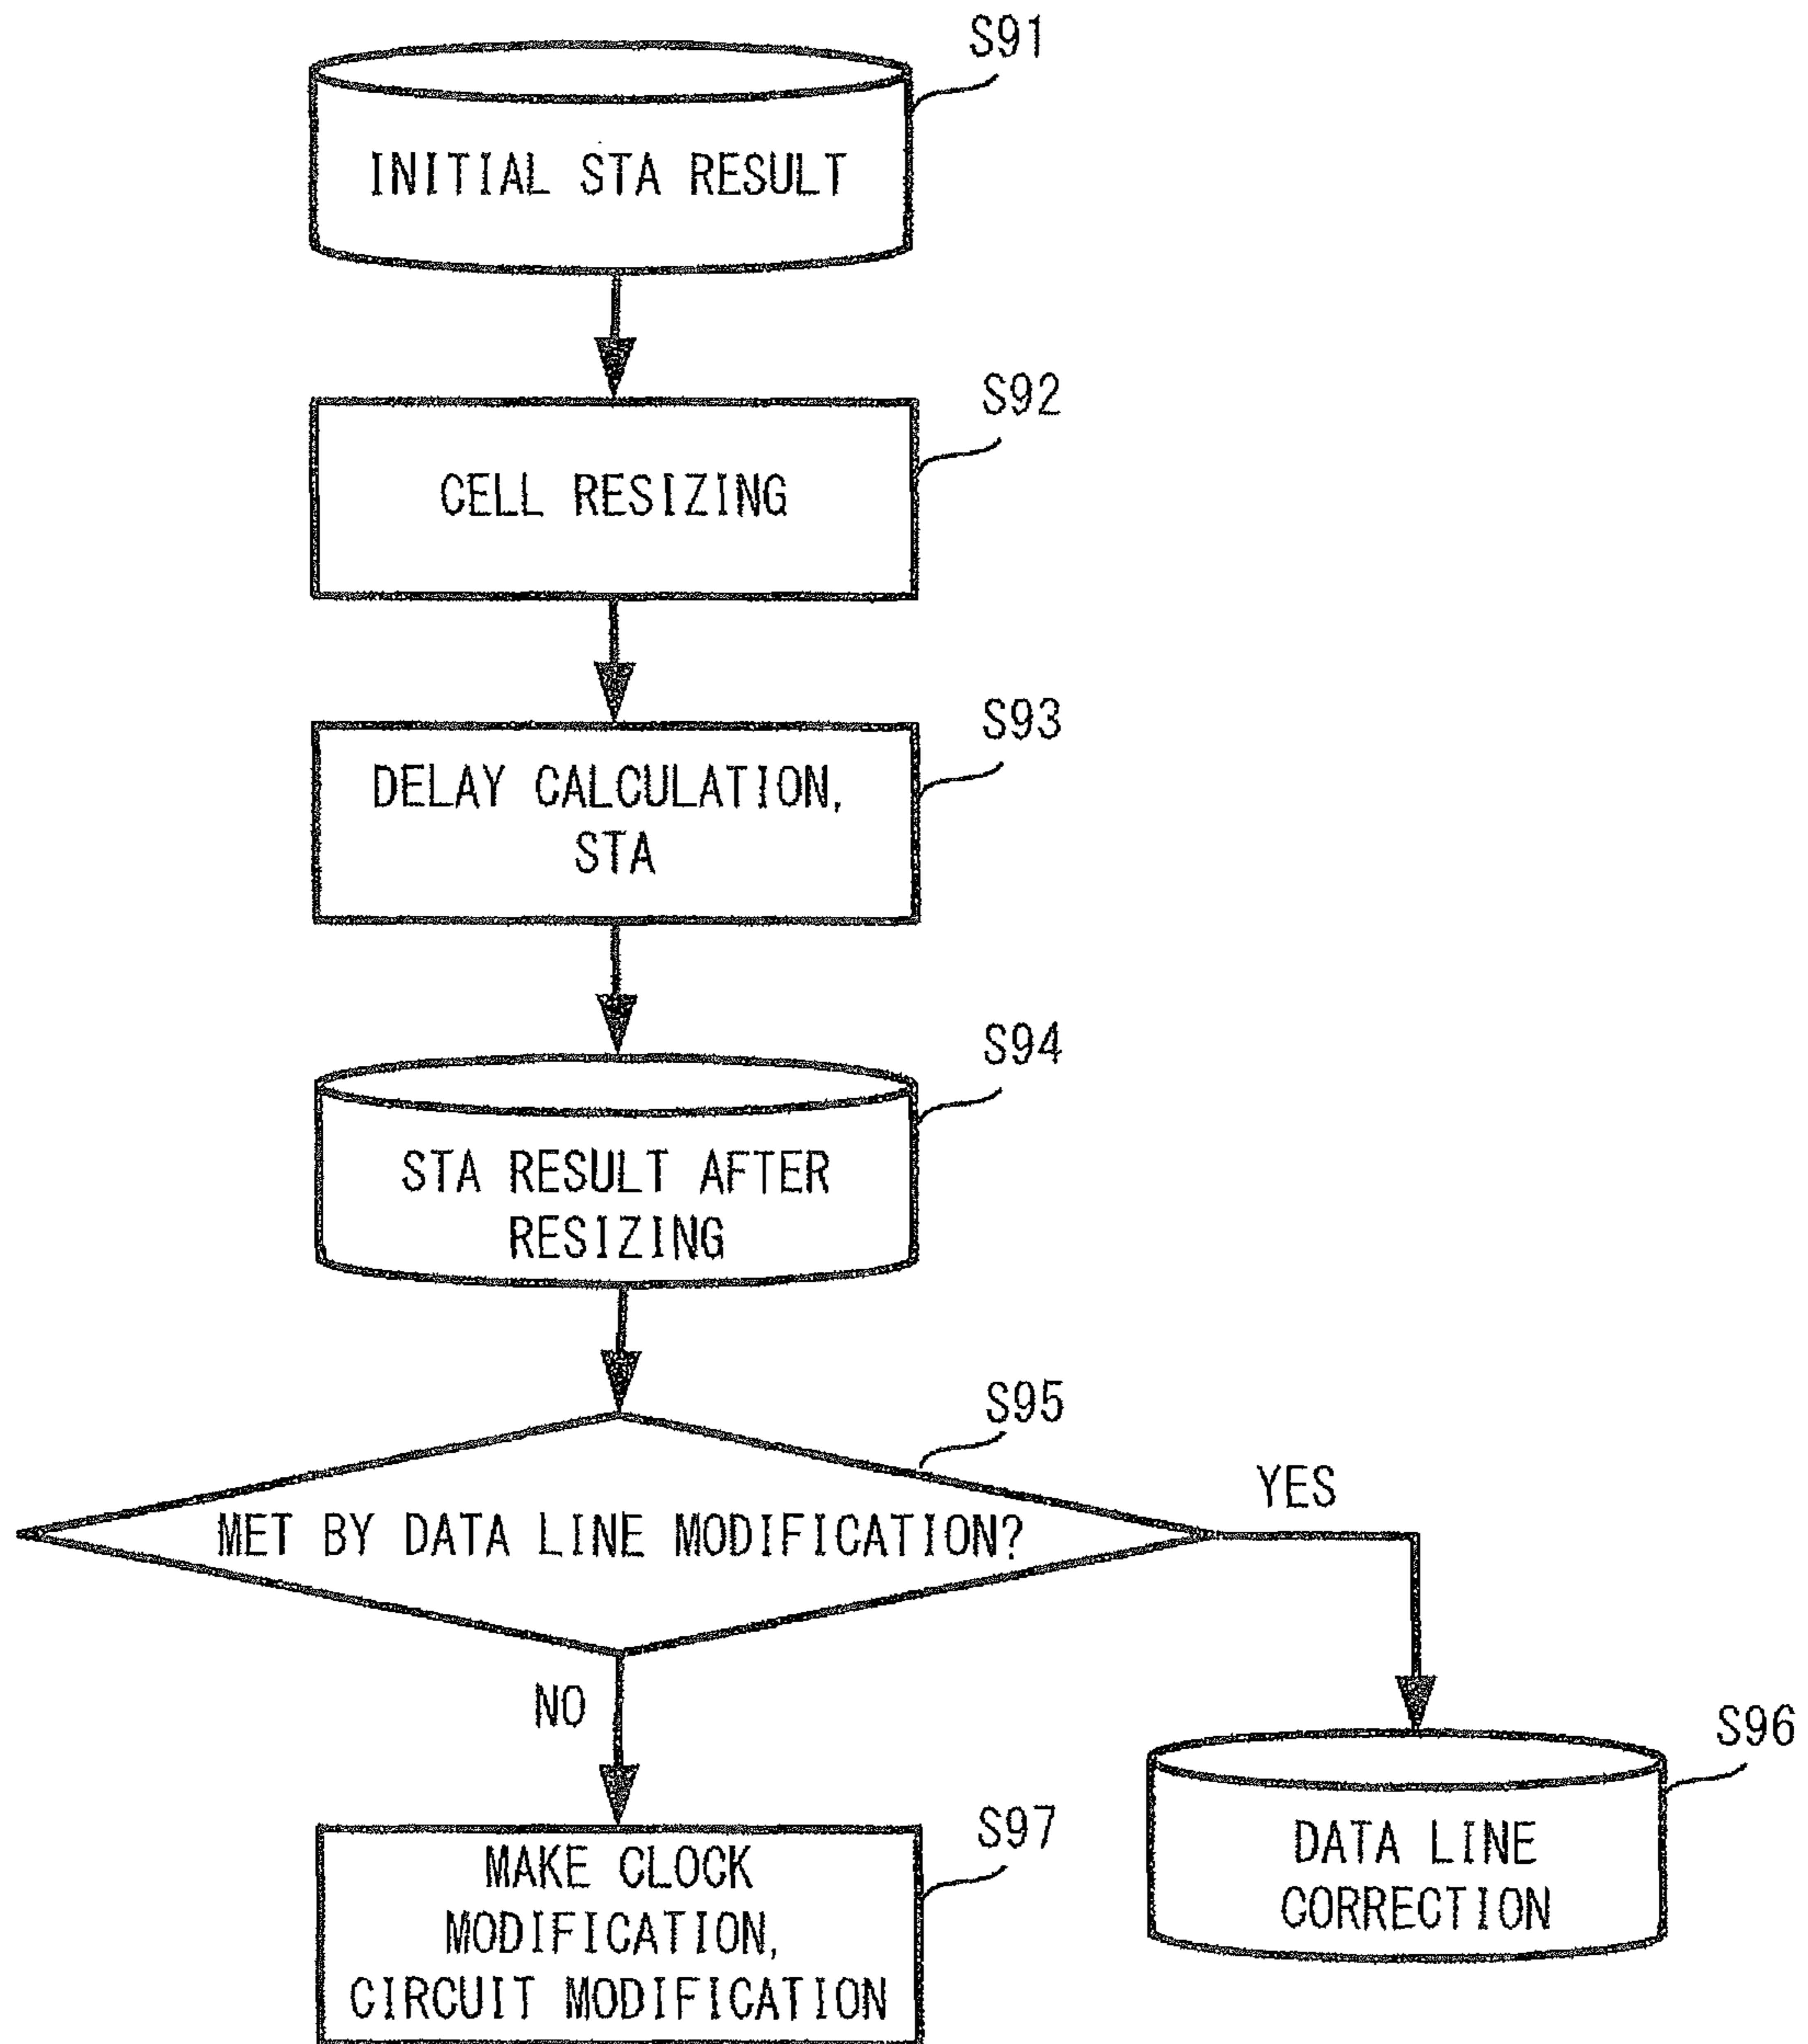 S91
INITIAL STA RESULT
S92
CELL RESIZING
S93
DELAY CALCULATION,
STA
S94
STA RESULT AFTER
RESIZING
S95
MET BY DATA LINE MODIFICATION?
YES
NO
S96
DATA LINE
CORRECTION
S97
MAKE CLOCK
MODIFICATION,
CIRCUIT MODIFICATION